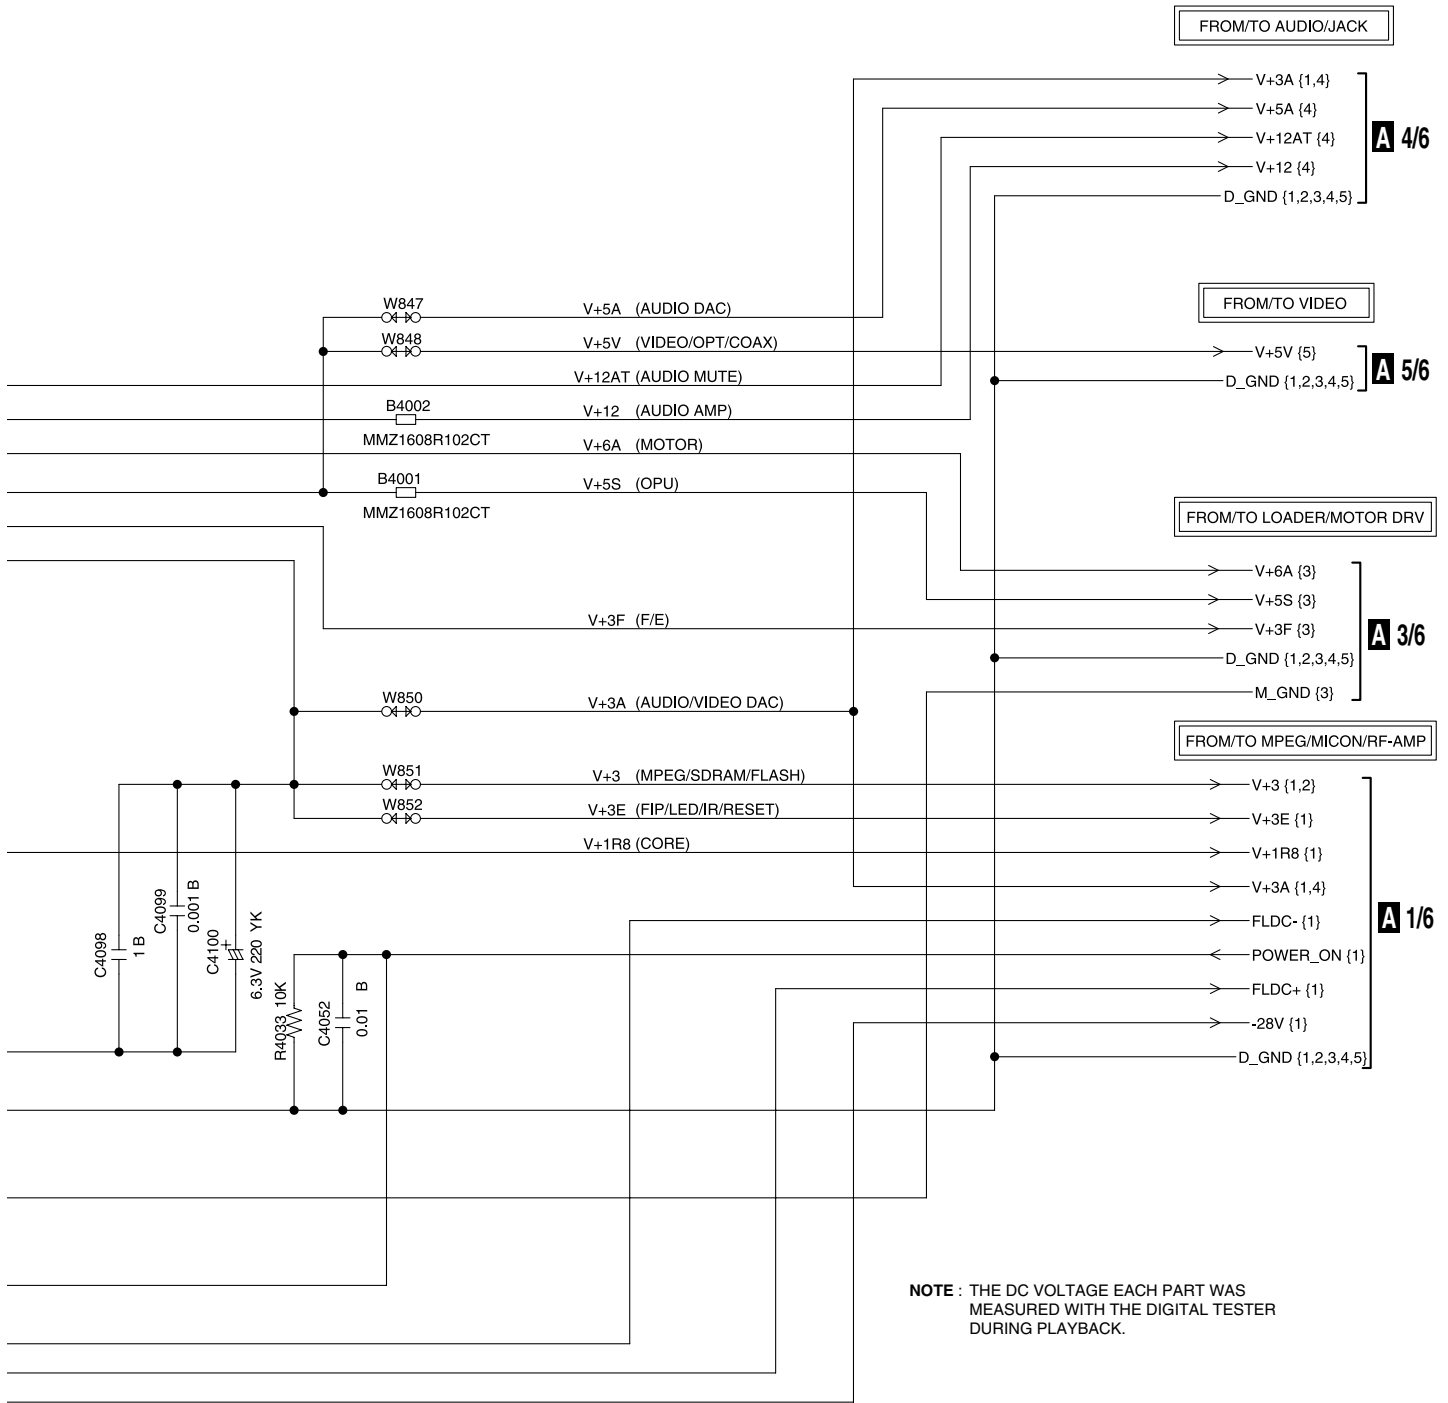 FROM/TO AUDIO/JACK
V+3A {1,4}
V+5A {4}
V+12AT {4}
V+12 {4}
D_GND {1,2,3,4,5}
A 4/6
W847
V+5A (AUDIO DAC)
W848
V+5V (VIDEO/OPT/COAX)
V+12AT (AUDIO MUTE)
B4002
V+12 (AUDIO AMP)
MMZ1608R102CT
V+6A (MOTOR)
B4001
V+5S (OPU)
MMZ1608R102CT
FROM/TO VIDEO
V+5V {5}
D_GND {1,2,3,4,5}
A 5/6
FROM/TO LOADER/MOTOR DRV
V+6A {3}
V+5S {3}
V+3F {3}
D_GND {1,2,3,4,5}
M_GND {3}
A 3/6
V+3F (F/E)
W850
V+3A (AUDIO/VIDEO DAC)
W851
V+3 (MPEG/SDRAM/FLASH)
W852
V+3E (FIP/LED/IR/RESET)
V+1R8 (CORE)
FROM/TO MPEG/MICON/RF-AMP
V+3 {1,2}
V+3E {1}
V+1R8 {1}
V+3A {1,4}
FLDC- {1}
POWER_ON {1}
FLDC+ {1}
-28V {1}
D_GND {1,2,3,4,5}
A 1/6
C4098
1 B
C4099
0.001 B
C4100
+
6.3V 220 YK
R4033 10K
C4052
0.01 B
NOTE : THE DC VOLTAGE EACH PART WAS
MEASURED WITH THE DIGITAL TESTER
DURING PLAYBACK.